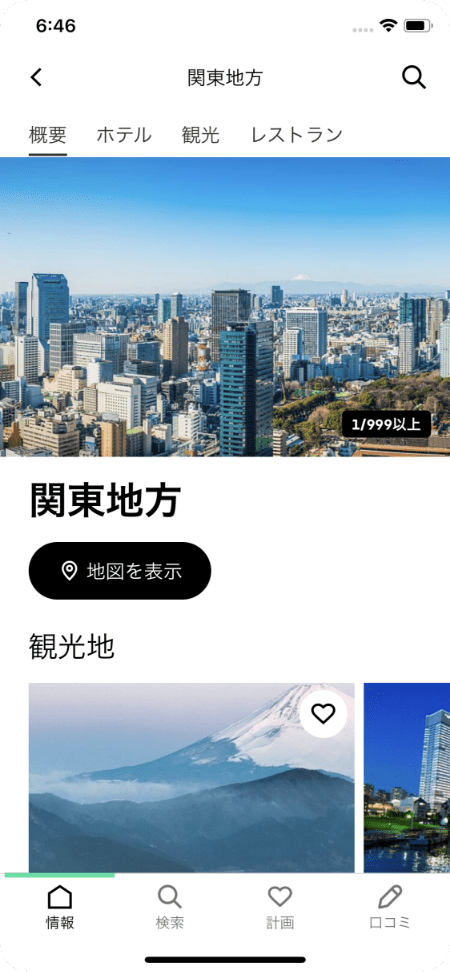 6:46
関東地方
概要 ホテル 観光 レストラン
1/999以上
関東地方
地図を表示
観光地
情報 検索 計画 口コミ